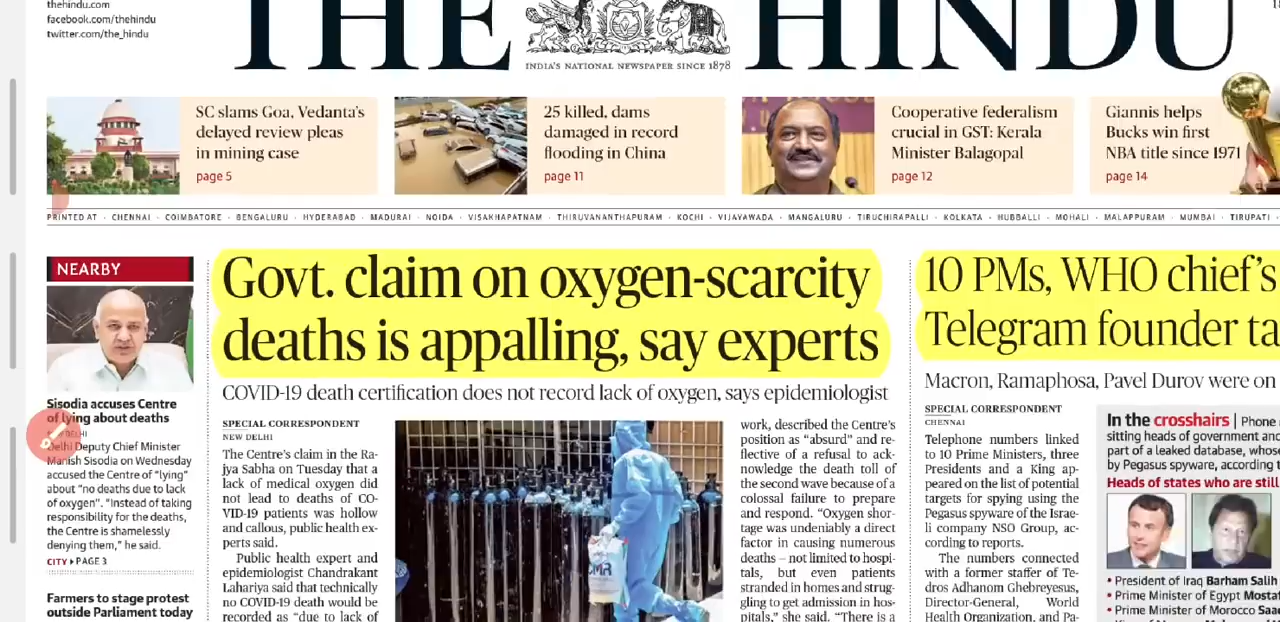 thehindu.com
facebook.com/thehindu
twitter.com/the_hindu
THE HINDU
INDIA'S NATIONAL NEWSPAPER SINCE 1878
SC slams Goa, Vedanta's
delayed review pleas
in mining case
page 5
25 killed, dams
damaged in record
flooding in China
page 11
Cooperative federalism
crucial in GST: Kerala
Minister Balagopal
page 12
Giannis helps
Bucks win first
NBA title since 1971
page 14
PRINTED AT · CHENNAI · COIMBATORE · BENGALURU · HYDERABAD · MADURAI · NOIDA · VISAKHAPATNAM · THIRUVANANTHAPURAM · KOCHI · VIJAYAWADA · MANGALURU · TIRUCHIRAPALLI · KOLKATA · HUBBALLI · MOHALI · MALAPPURAM · MUMBAI · TIRUPATI ·
NEARBY
Sisodia accuses Centre
of lying about deaths
DELHI
Delhi Deputy Chief Minister
Manish Sisodia on Wednesday
accused the Centre of “lying”
about “no deaths due to lack
of oxygen”. “Instead of taking
responsibility for the deaths,
the Centre is shamelessly
denying them,” he said.
CITY ▸ PAGE 3
Farmers to stage protest
outside Parliament today
Govt. claim on oxygen-scarcity
deaths is appalling, say experts
COVID-19 death certification does not record lack of oxygen, says epidemiologist
SPECIAL CORRESPONDENT
NEW DELHI
The Centre's claim in the Ra-
jya Sabha on Tuesday that a
lack of medical oxygen did
not lead to deaths of CO-
VID-19 patients was hollow
and callous, public health ex-
perts said.
Public health expert and
epidemiologist Chandrakant
Lahariya said that technically
no COVID-19 death would be
recorded as “due to lack of
work, described the Centre's
position as “absurd” and re-
flective of a refusal to ack-
nowledge the death toll of
the second wave because of a
colossal failure to prepare
and respond. “Oxygen shor-
tage was undeniably a direct
factor in causing numerous
deaths – not limited to hospi-
tals, but even patients
stranded in homes and strug-
gling to get admission in hos-
pitals,” she said. “There is a
10 PMs, WHO chief's
Telegram founder ta
Macron, Ramaphosa, Pavel Durov were on
SPECIAL CORRESPONDENT
CHENNAI
Telephone numbers linked
to 10 Prime Ministers, three
Presidents and a King ap-
peared on the list of potential
targets for spying using the
Pegasus spyware of the Israe-
li company NSO Group, ac-
cording to reports.
The numbers connected
with a former staffer of Te-
dros Adhanom Ghebreyesus,
Director-General, World
Health Organization, and Pa-
In the crosshairs | Phone
sitting heads of government and
part of a leaked database, whose
by Pegasus spyware, according t
Heads of states who are still
• President of Iraq Barham Salih
• Prime Minister of Egypt Mostaf
• Prime Minister of Morocco Saad